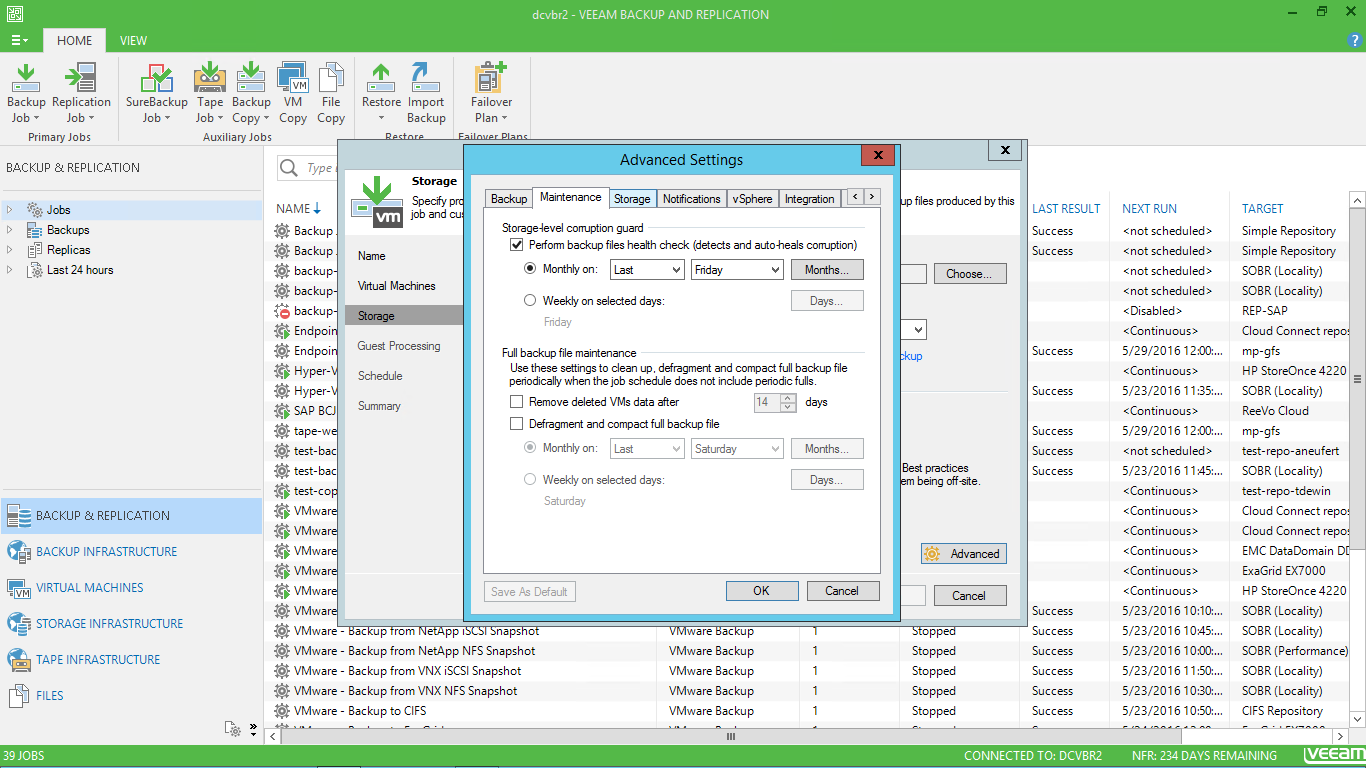 dcvbr2 - VEEAM BACKUP AND REPLICATION
HOME
VIEW
Backup Job
Replication Job
SureBackup Job
Tape Job
Backup Copy
VM Copy
File Copy
Restore
Import Backup
Failover Plan
Primary Jobs
Auxiliary Jobs
Restore
Failover Plans
BACKUP & REPLICATION
Jobs
Backups
Replicas
Last 24 hours
BACKUP & REPLICATION
BACKUP INFRASTRUCTURE
VIRTUAL MACHINES
STORAGE INFRASTRUCTURE
TAPE INFRASTRUCTURE
FILES
Type
NAME
LAST RESULT
NEXT RUN
TARGET
Backup
Success
<not scheduled>
Simple Repository
Backup
Success
<not scheduled>
Simple Repository
backup-
<not scheduled>
SOBR (Locality)
backup-
Success
<not scheduled>
SOBR (Locality)
backup-
<Disabled>
REP-SAP
Endpoin
<Continuous>
Cloud Connect repos
Endpoin
Success
5/29/2016 12:00:...
mp-gfs
Hyper-V
<Continuous>
HP StoreOnce 4220
Hyper-V
Success
5/23/2016 11:35:...
SOBR (Locality)
SAP BCJ
<Continuous>
ReeVo Cloud
tape-we
Success
5/29/2016 12:00:...
mp-gfs
test-bac
<not scheduled>
test-repo-aneufert
test-bac
Success
5/23/2016 11:45:...
SOBR (Locality)
test-cop
<Continuous>
test-repo-tdewin
VMware
<Continuous>
Cloud Connect repos
VMware
<Continuous>
Cloud Connect repos
VMware
<Continuous>
EMC DataDomain DD
VMware
<Continuous>
ExaGrid EX7000
VMware
<Continuous>
HP StoreOnce 4220
VMware
Success
5/23/2016 10:10:...
SOBR (Locality)
VMware - Backup from NetApp iSCSI Snapshot
VMware Backup
1
Stopped
Success
5/23/2016 10:45:...
SOBR (Locality)
VMware - Backup from NetApp NFS Snapshot
VMware Backup
1
Stopped
Success
5/23/2016 10:00:...
SOBR (Performance)
VMware - Backup from VNX iSCSI Snapshot
VMware Backup
1
Stopped
Success
5/23/2016 11:50:...
SOBR (Locality)
VMware - Backup from VNX NFS Snapshot
VMware Backup
1
Stopped
Success
5/23/2016 10:30:...
SOBR (Locality)
VMware - Backup to CIFS
VMware Backup
1
Stopped
Success
5/23/2016 10:50:...
CIFS Repository
Storage
Specify pro
job and cus
up files produced by this
Name
Virtual Machines
Storage
Guest Processing
Schedule
Summary
Choose...
ckup
Best practices
em being off-site.
Advanced
Cancel
vm
Advanced Settings
Backup
Maintenance
Storage
Notifications
vSphere
Integration
Storage-level corruption guard
Perform backup files health check (detects and auto-heals corruption)
Monthly on:
Last
Friday
Months...
Weekly on selected days:
Days...
Friday
Full backup file maintenance
Use these settings to clean up, defragment and compact full backup file
periodically when the job schedule does not include periodic fulls.
Remove deleted VMs data after
14
days
Defragment and compact full backup file
Monthly on:
Last
Saturday
Months...
Weekly on selected days:
Days...
Saturday
Save As Default
OK
Cancel
39 JOBS
CONNECTED TO: DCVBR2
NFR: 234 DAYS REMAINING
veeam